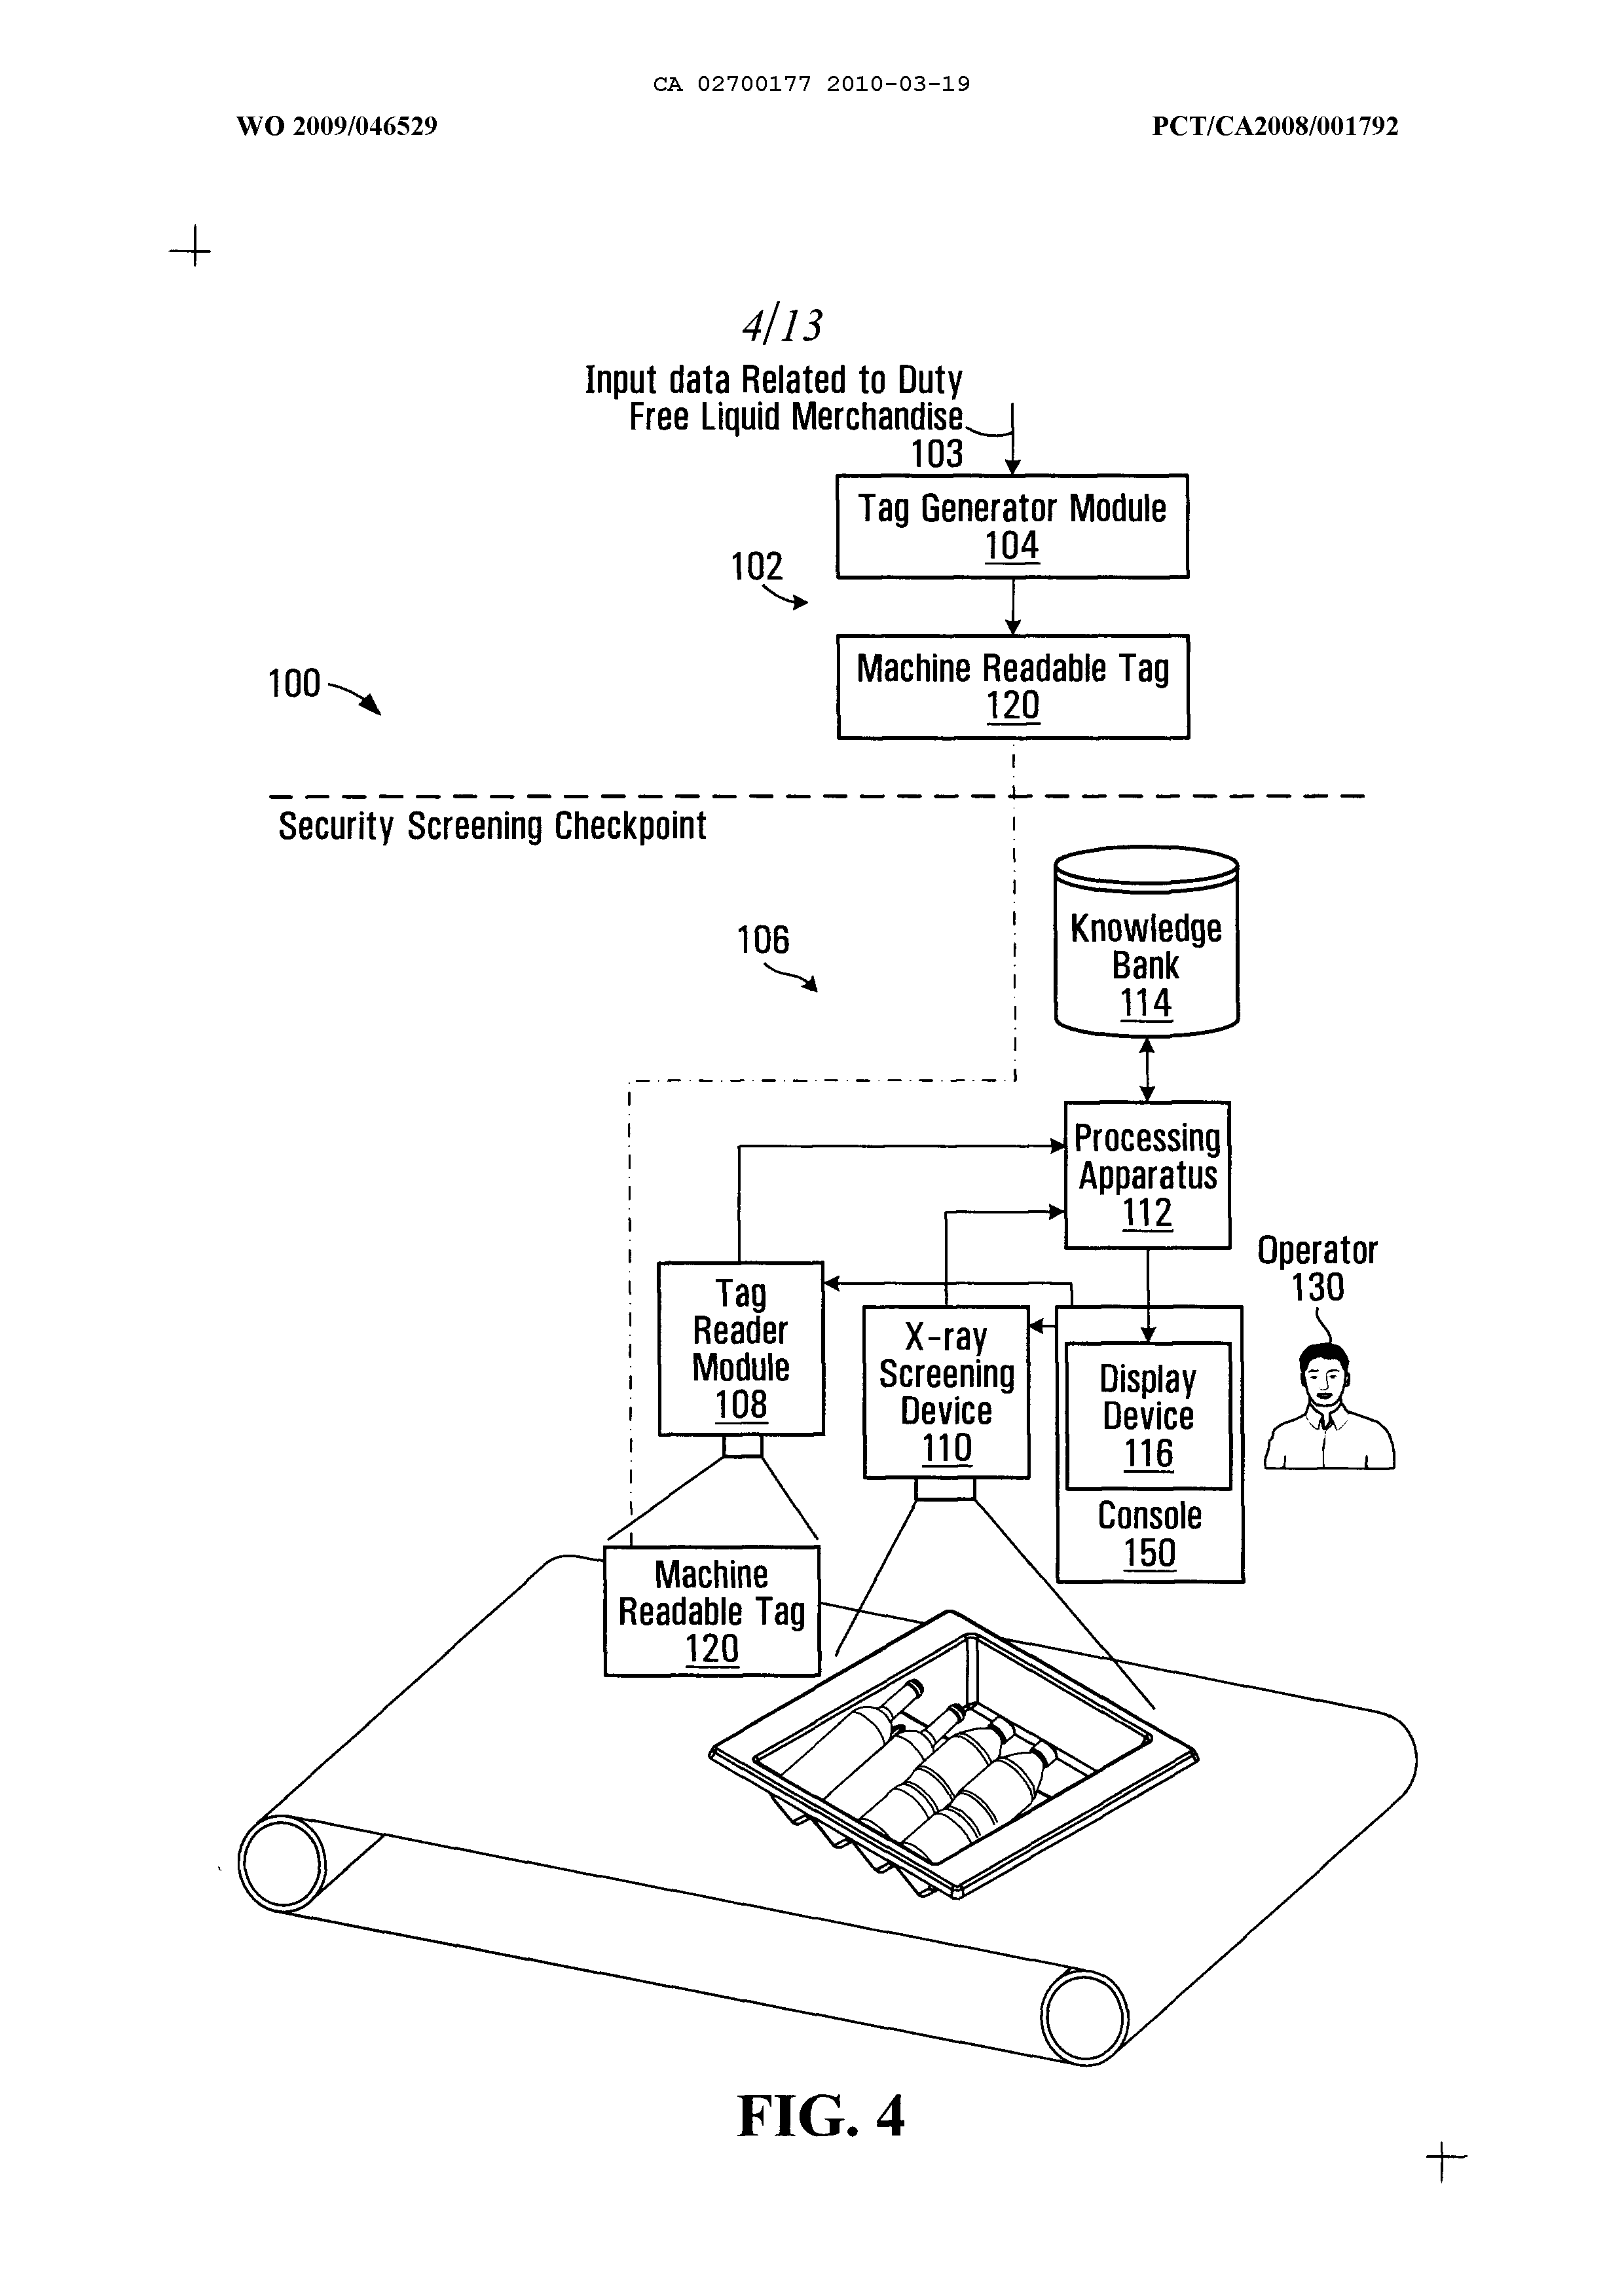 CA 02700177 2010-03-19
WO 2009/046529
PCT/CA2008/001792
4/13
Input data Related to Duty
Free Liquid Merchandise
103
Tag Generator Module
104
102
Machine Readable Tag
120
100
Security Screening Checkpoint
Knowledge
Bank
114
106
Processing
Apparatus
112
Operator
130
Tag
Reader
Module
108
X-ray
Screening
Device
110
Display
Device
116
Console
150
Machine
Readable Tag
120
FIG. 4